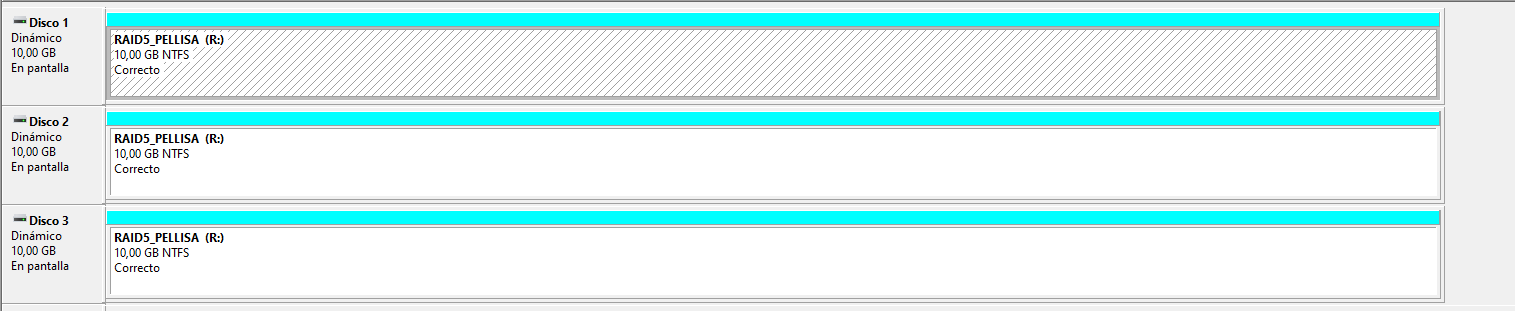 Disco 1
Dinámico
10,00 GB
En pantalla
RAID5_PELLISA (R:)
10,00 GB NTFS
Correcto
Disco 2
Dinámico
10,00 GB
En pantalla
RAID5_PELLISA (R:)
10,00 GB NTFS
Correcto
Disco 3
Dinámico
10,00 GB
En pantalla
RAID5_PELLISA (R:)
10,00 GB NTFS
Correcto